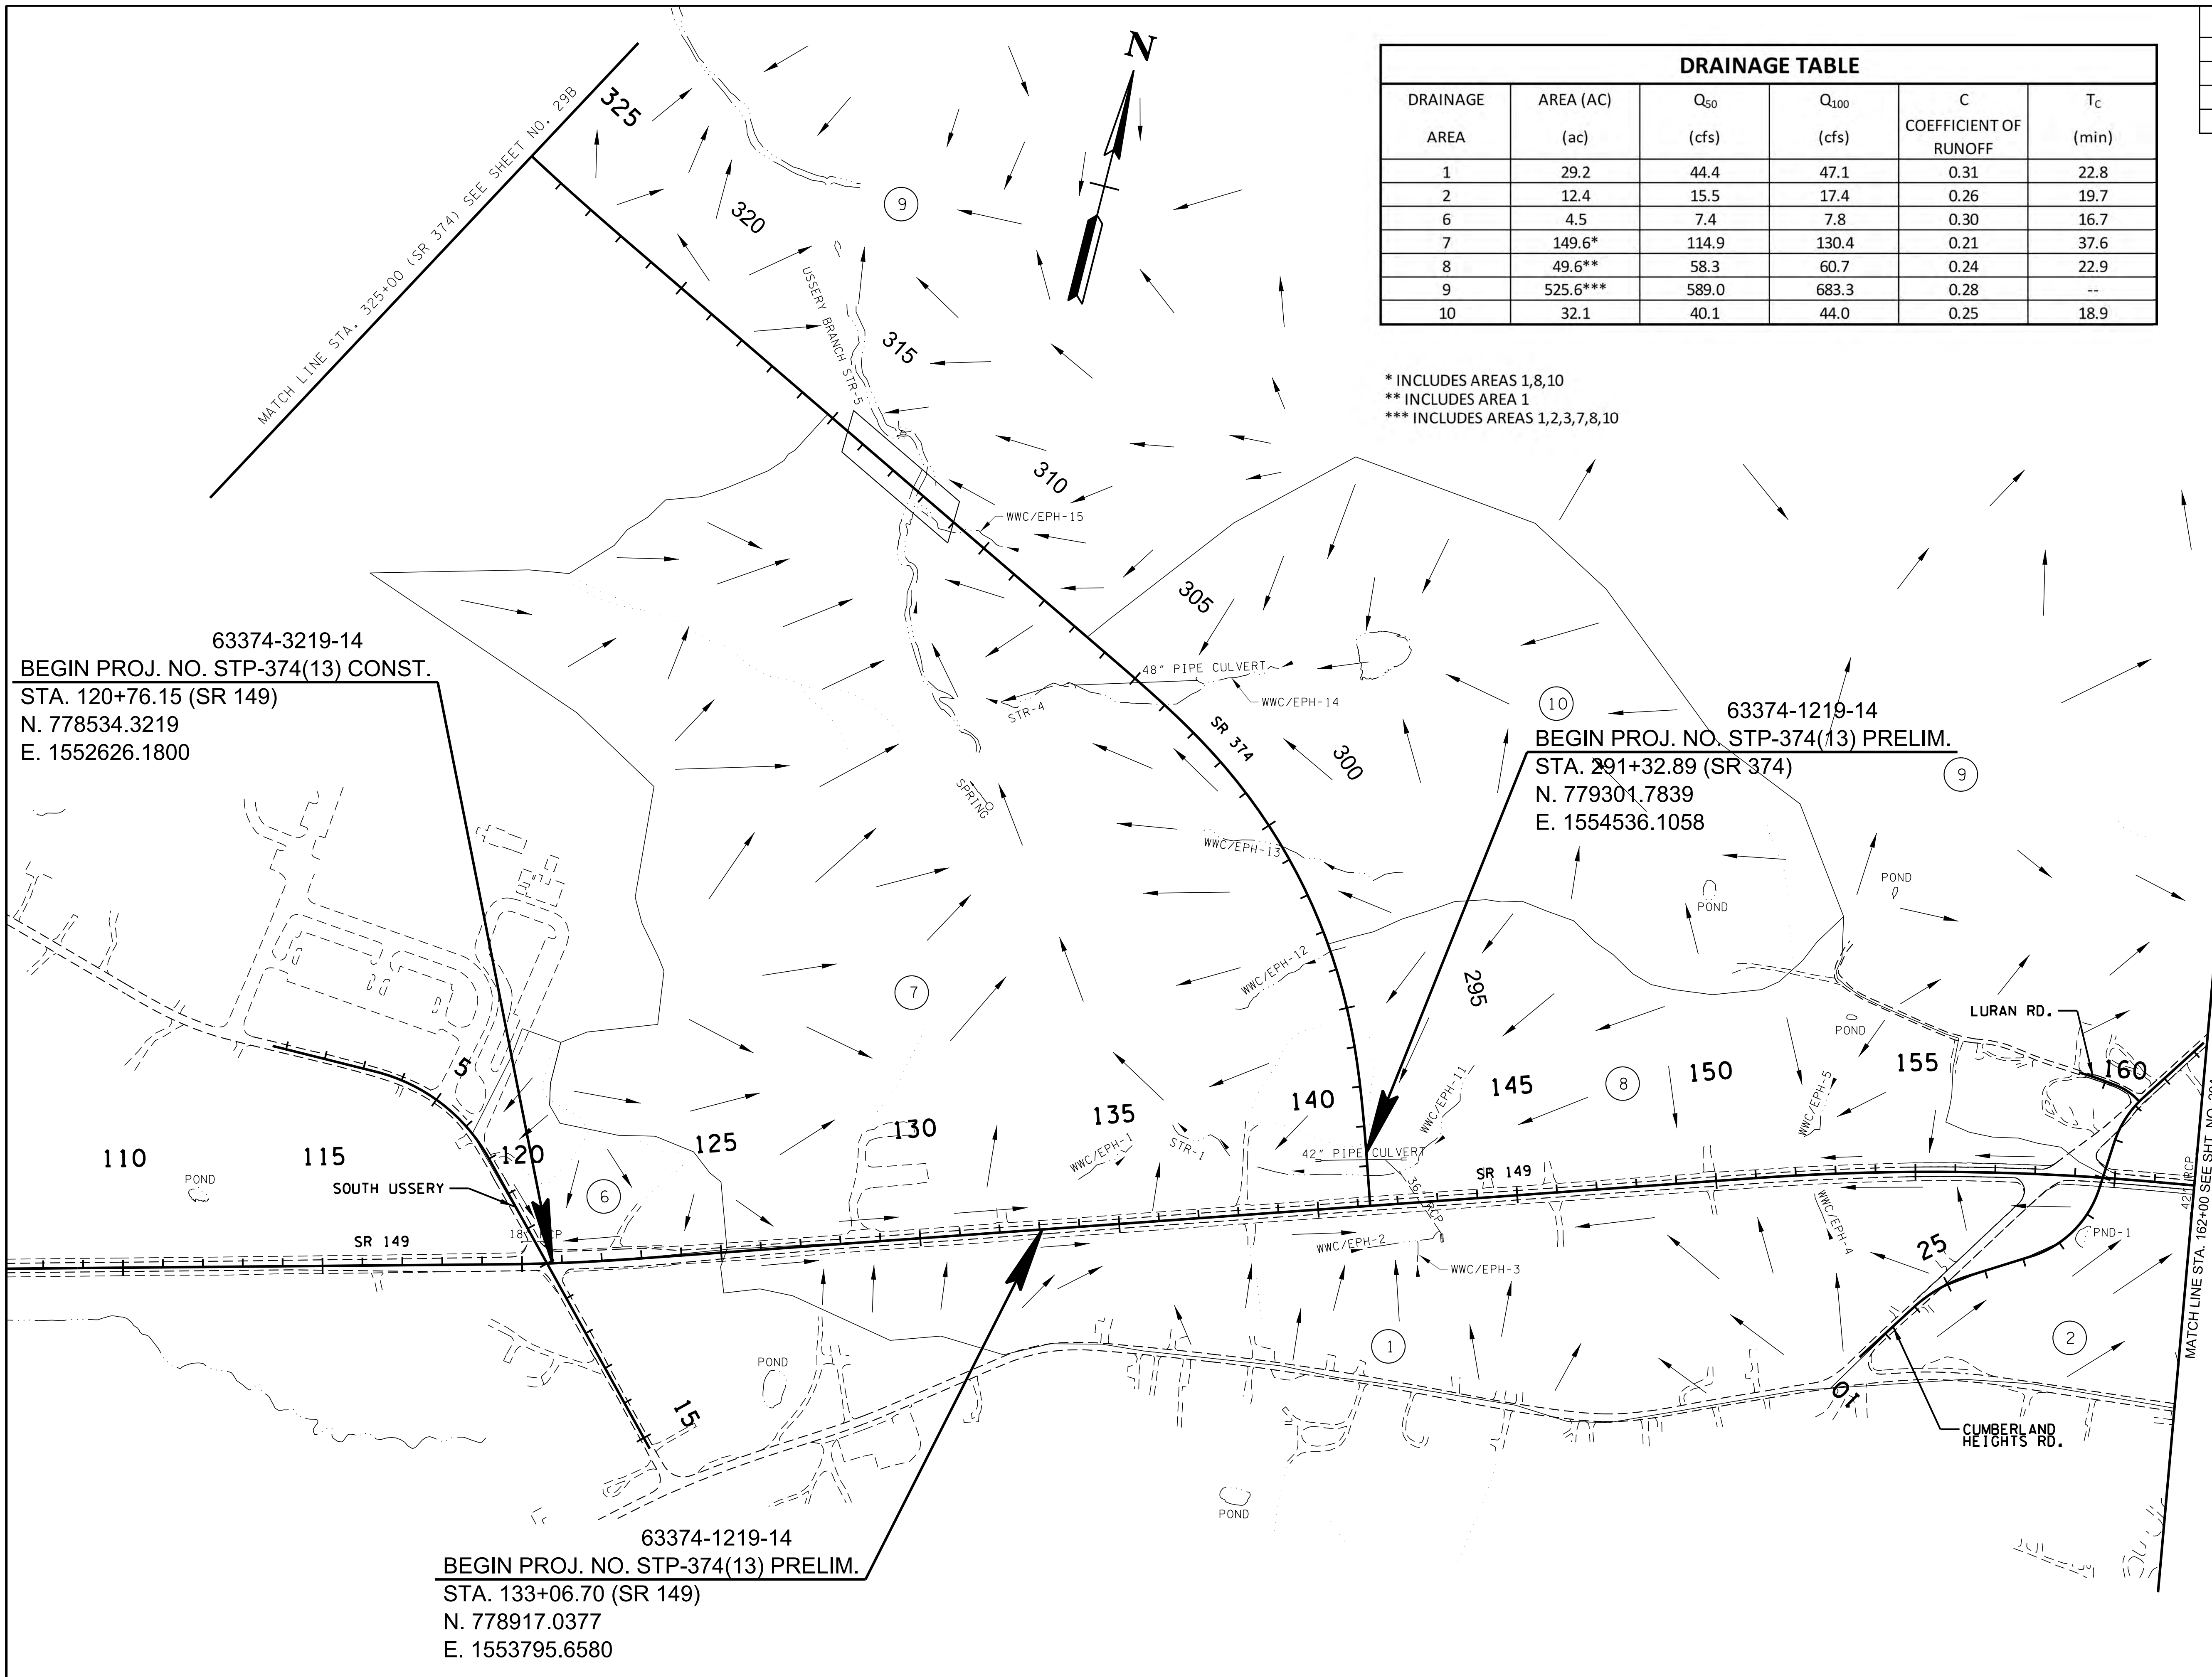 N
DRAINAGE TABLE
DRAINAGE AREA | AREA (AC) (ac) | Q50 (cfs) | Q100 (cfs) | C COEFFICIENT OF RUNOFF | TC (min)
1 | 29.2 | 44.4 | 47.1 | 0.31 | 22.8
2 | 12.4 | 15.5 | 17.4 | 0.26 | 19.7
6 | 4.5 | 7.4 | 7.8 | 0.30 | 16.7
7 | 149.6* | 114.9 | 130.4 | 0.21 | 37.6
8 | 49.6** | 58.3 | 60.7 | 0.24 | 22.9
9 | 525.6*** | 589.0 | 683.3 | 0.28 | --
10 | 32.1 | 40.1 | 44.0 | 0.25 | 18.9
* INCLUDES AREAS 1,8,10
** INCLUDES AREA 1
*** INCLUDES AREAS 1,2,3,7,8,10
MATCH LINE STA. 325+00 (SR 374) SEE SHEET NO. 29B
325
320
9
USSERY BRANCH STR-5
315
310
WWC/EPH-15
305
48" PIPE CULVERT
WWC/EPH-14
STR-4
SR 374
300
SPRING
WWC/EPH-13
63374-3219-14
BEGIN PROJ. NO. STP-374(13) CONST.
STA. 120+76.15 (SR 149)
N. 778534.3219
E. 1552626.1800
10
63374-1219-14
BEGIN PROJ. NO. STP-374(13) PRELIM.
STA. 291+32.89 (SR 374)
N. 779301.7839
E. 1554536.1058
9
POND
POND
WWC/EPH-12
295
7
POND
LURAN RD.
5
110
115
120
125
130
135
140
145
150
155
160
8
WWC/EPH-11
WWC/EPH-5
WWC/EPH-1
STR-1
42" PIPE CULVERT
36" RCP
SR 149
POND
SOUTH USSERY
6
SR 149
WWC/EPH-2
WWC/EPH-3
WWC/EPH-4
25
PND-1
1
2
POND
15
10
CUMBERLAND
HEIGHTS RD.
POND
MATCH LINE STA. 162+00 SEE SHT. NO. 29A
63374-1219-14
BEGIN PROJ. NO. STP-374(13) PRELIM.
STA. 133+06.70 (SR 149)
N. 778917.0377
E. 1553795.6580